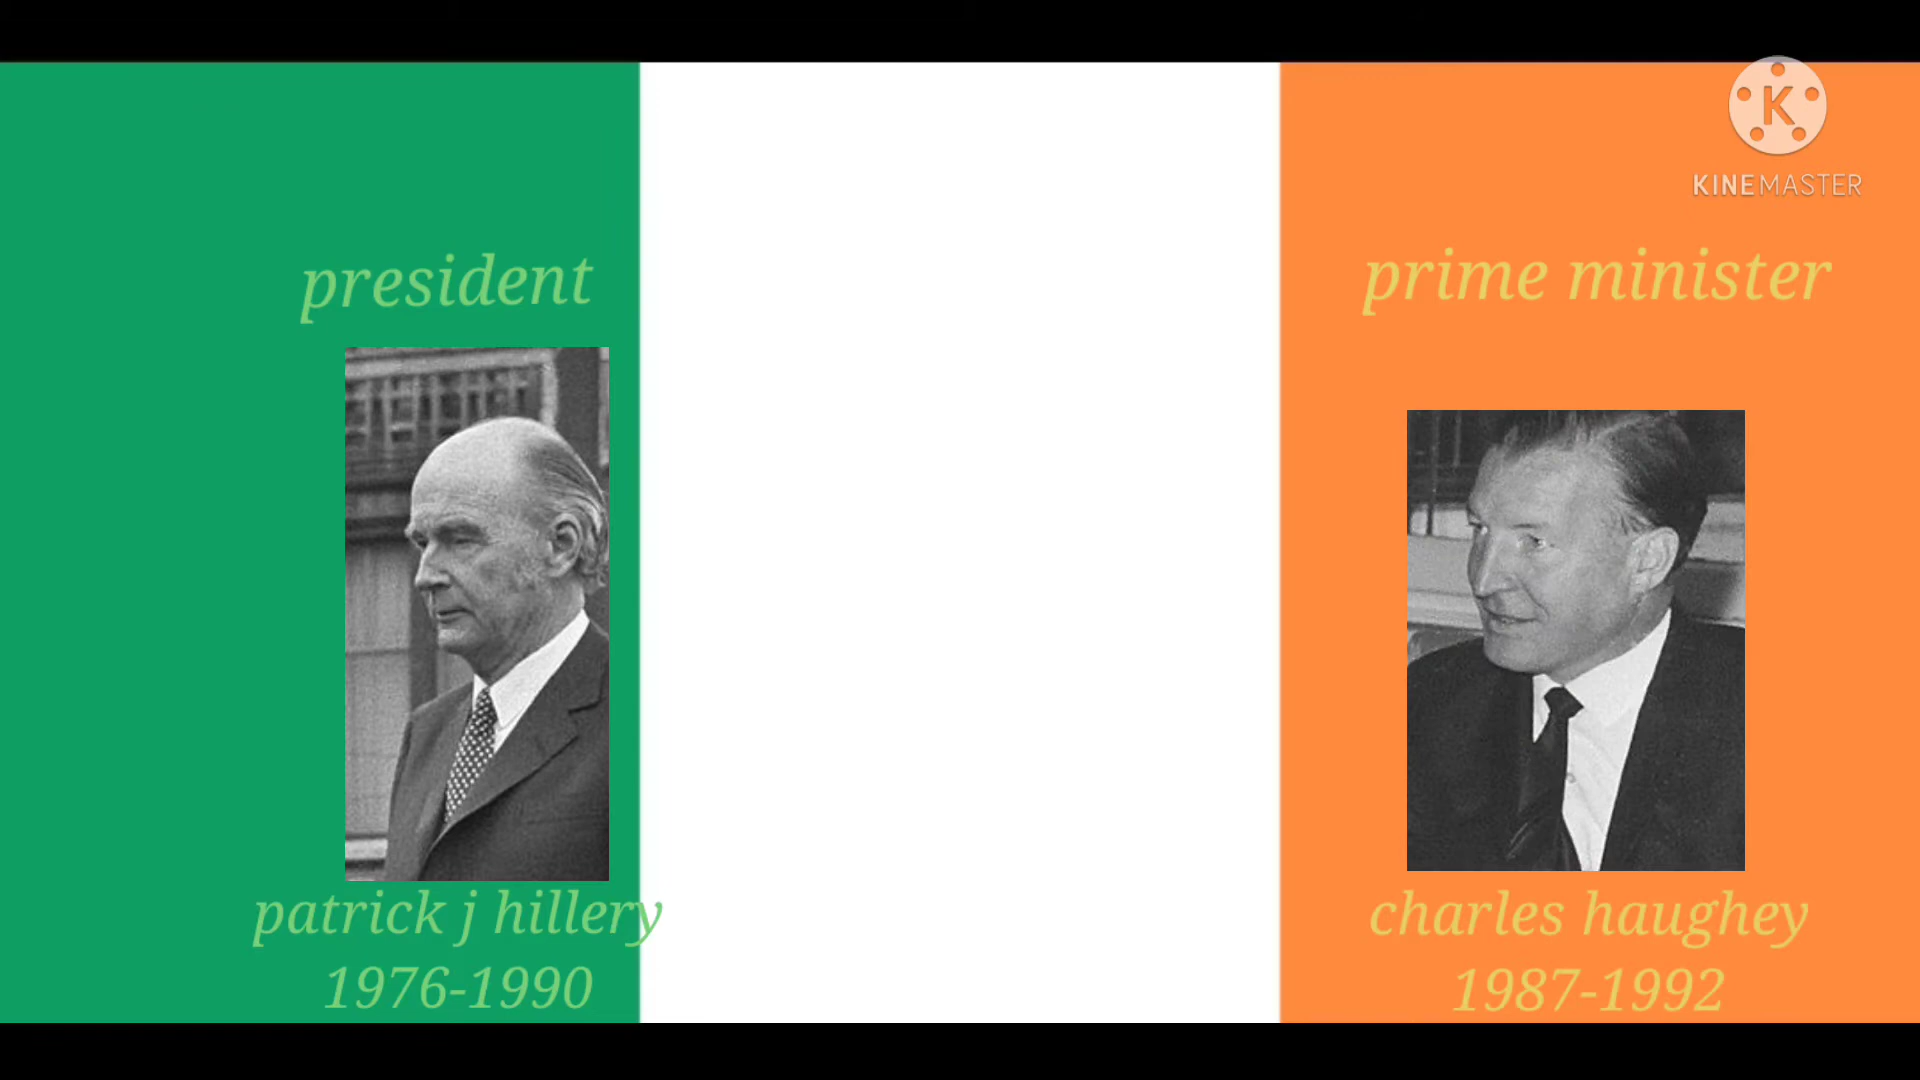 K
KINEMASTER
president
prime minister
patrick j hillery
1976-1990
charles haughey
1987-1992